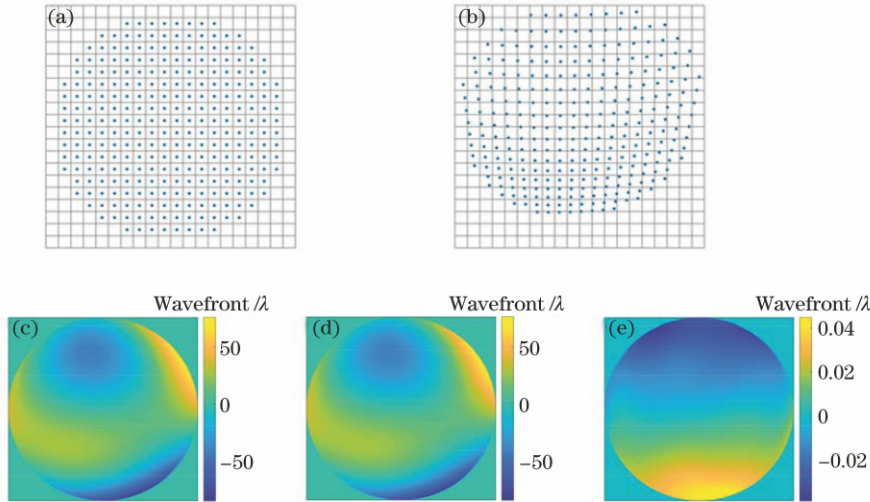 (a)
(b)
Wavefront /λ
Wavefront /λ
Wavefront /λ
(c)
(d)
(e)
50
0
−50
50
0
−50
0.04
0.02
0
−0.02